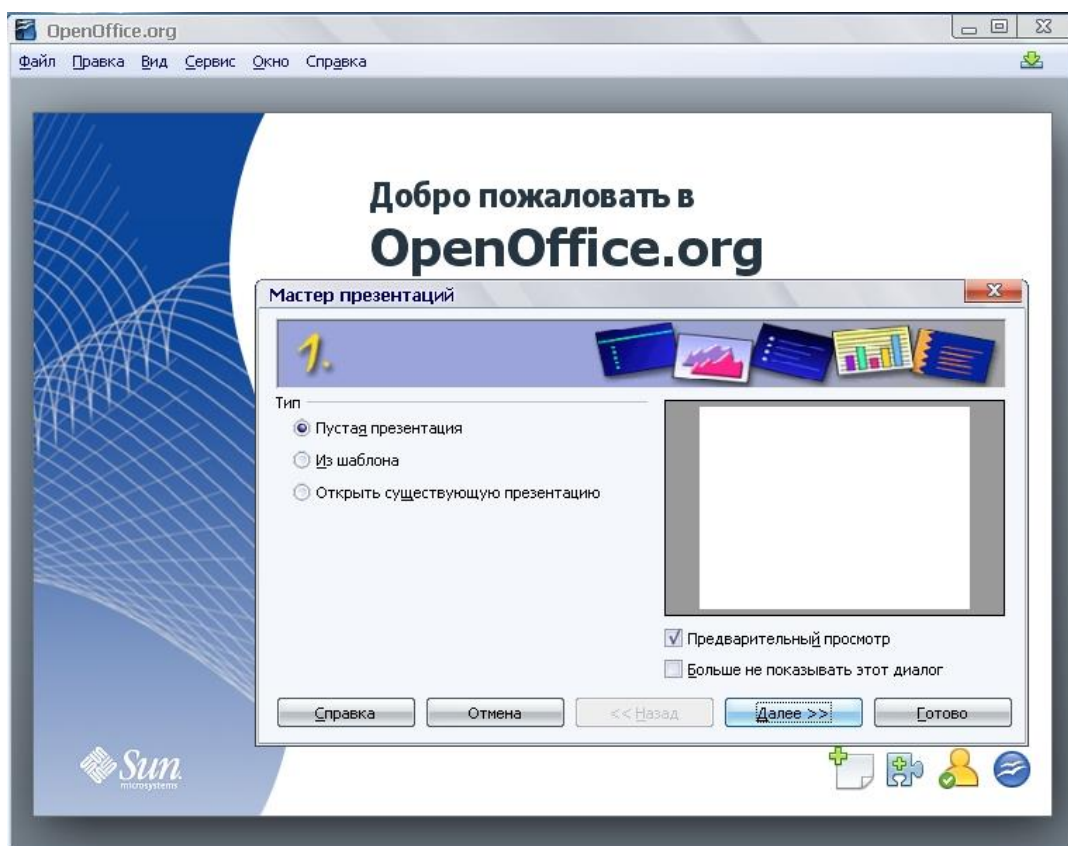 OpenOffice.org
Файл Правка Вид Сервис Окно Справка
Добро пожаловать в
OpenOffice.org
Мастер презентаций
1.
Тип
Пустая презентация
Из шаблона
Открыть существующую презентацию
Предварительный просмотр
Больше не показывать этот диалог
Справка Отмена << Назад Далее >> Готово
Sun
microsystems